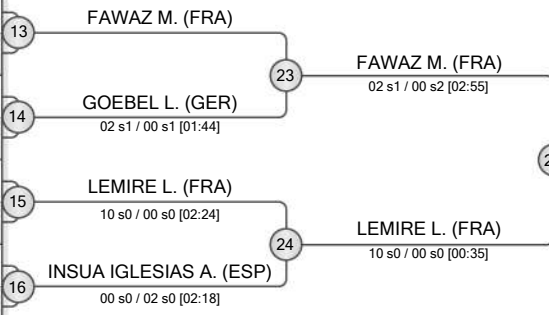 13
FAWAZ M. (FRA)
23
FAWAZ M. (FRA)
02 s1 / 00 s2 [02:55]
14
GOEBEL L. (GER)
02 s1 / 00 s1 [01:44]
15
LEMIRE L. (FRA)
10 s0 / 00 s0 [02:24]
24
LEMIRE L. (FRA)
10 s0 / 00 s0 [00:35]
16
INSUA IGLESIAS A. (ESP)
00 s0 / 02 s0 [02:18]